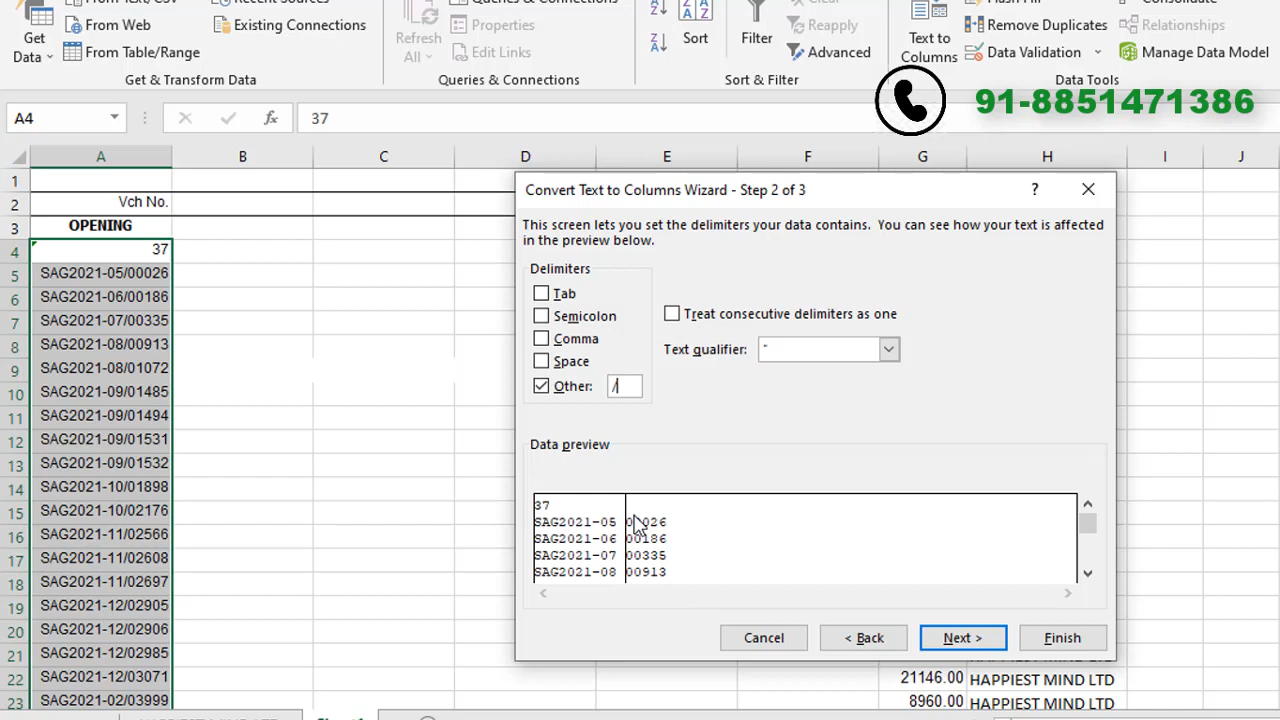 From Web
Existing Connections
Get
Data
From Table/Range
Get & Transform Data
Refresh
All
Queries & Connections
Properties
Edit Links
Queries & Connections
Sort
Filter
Clear
Reapply
Advanced
Sort & Filter
Text to
Columns
Remove Duplicates
Data Validation
Relationships
Manage Data Model
Data Tools
91-8851471386
A4
fx
37
A B C D E F G H I J
1
2 Vch No.
3 OPENING
4 37
5 SAG2021-05/00026
6 SAG2021-06/00186
7 SAG2021-07/00335
8 SAG2021-08/00913
9 SAG2021-08/01072
10 SAG2021-09/01485
11 SAG2021-09/01494
12 SAG2021-09/01531
13 SAG2021-09/01532
14 SAG2021-10/01898
15 SAG2021-10/02176
16 SAG2021-11/02566
17 SAG2021-11/02608
18 SAG2021-11/02697
19 SAG2021-12/02905
20 SAG2021-12/02906
21 SAG2021-12/02985
22 SAG2021-12/03071 21146.00 HAPPIEST MIND LTD
23 SAG2021-02/03999 8960.00 HAPPIEST MIND LTD
Convert Text to Columns Wizard - Step 2 of 3
?
This screen lets you set the delimiters your data contains. You can see how your text is affected
in the preview below.
Delimiters
Tab
Semicolon
Comma
Space
Other: /
Treat consecutive delimiters as one
Text qualifier: "
Data preview
37
SAG2021-05
SAG2021-06 00186
SAG2021-07 00335
SAG2021-08 00913
Cancel
< Back
Next >
Finish